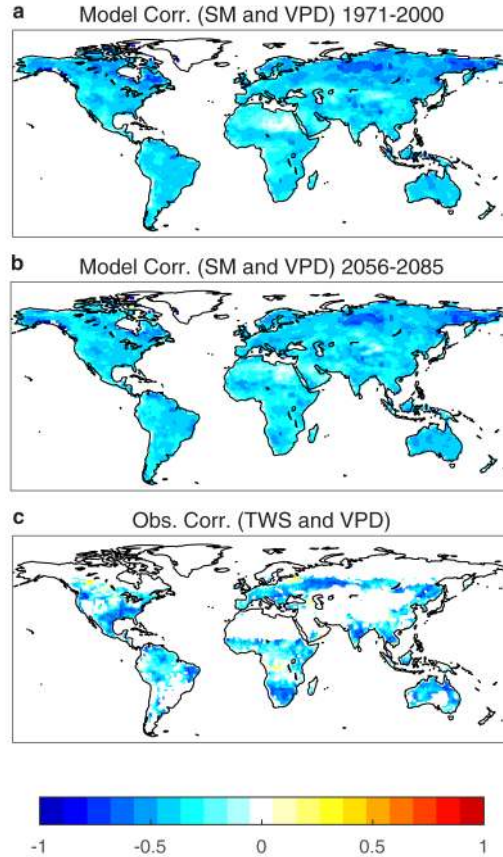 a
Model Corr. (SM and VPD) 1971-2000
b
Model Corr. (SM and VPD) 2056-2085
c
Obs. Corr. (TWS and VPD)
-1 -0.5 0 0.5 1